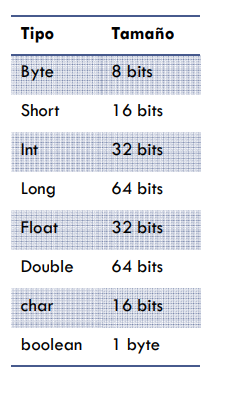 Tipo Tamaño
Byte 8 bits
Short 16 bits
Int 32 bits
Long 64 bits
Float 32 bits
Double 64 bits
char 16 bits
boolean 1 byte